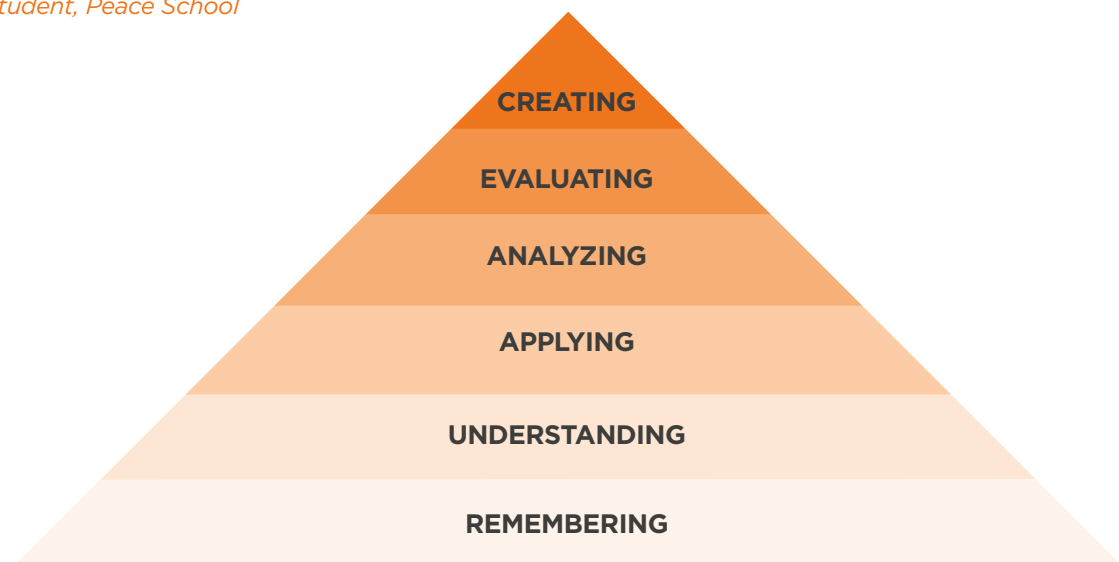 tudent, Peace School
CREATING
EVALUATING
ANALYZING
APPLYING
UNDERSTANDING
REMEMBERING